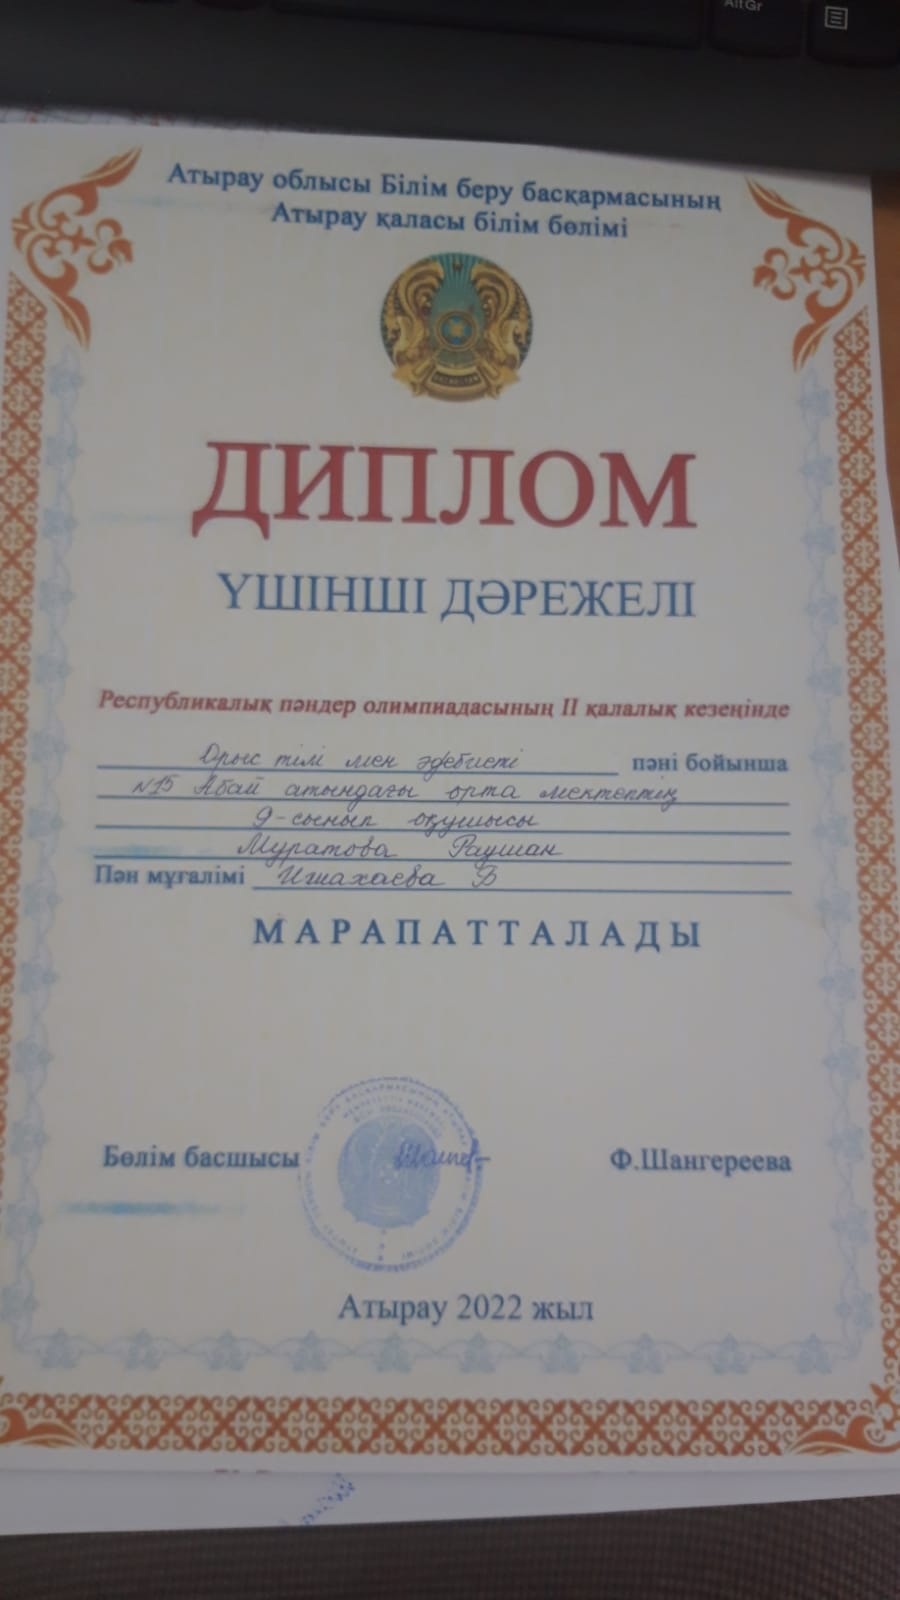 AltGr
Атырау облысы Білім беру басқармасының
Атырау қаласы білім бөлімі
ДИПЛОМ
ҮШІНШІ ДӘРЕЖЕЛІ
Республикалық пәндер олимпиадасының II қалалық кезеңінде
Орыс тілі мен әдебиеті пәні бойынша
№15 Абай атындағы орта мектептің
9-сынып оқушысы
Муратова Раушан
Пән мұғалімі В
МАРАПАТТАЛАДЫ
Бөлім басшысы Ф.Шангереева
Атырау 2022 жыл